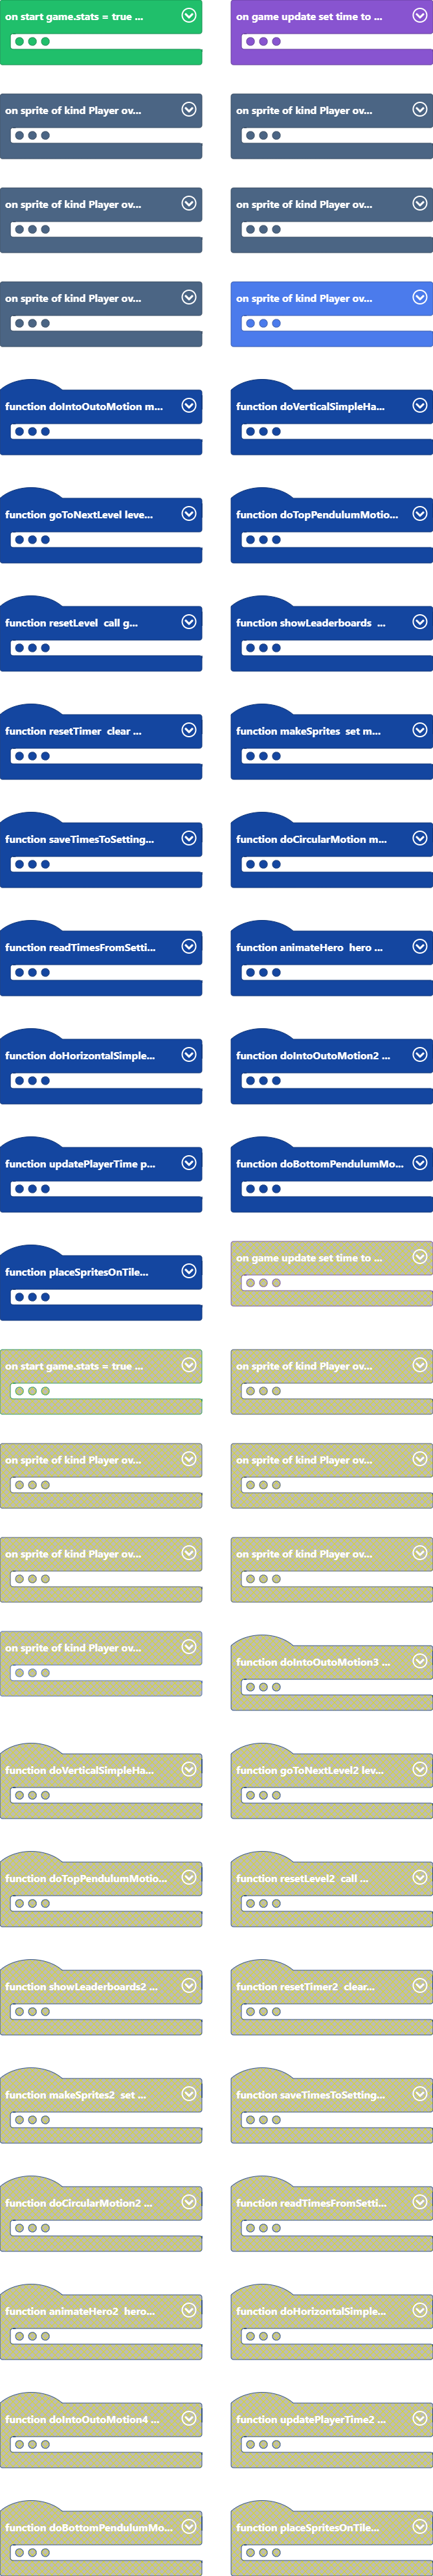 on start game.stats = true ...
on game update set time to ...
on sprite of kind Player ov...
on sprite of kind Player ov...
on sprite of kind Player ov...
on sprite of kind Player ov...
on sprite of kind Player ov...
on sprite of kind Player ov...
function doIntoOutoMotion m...
function doVerticalSimpleHa...
function goToNextLevel leve...
function doTopPendulumMotio...
function resetLevel call g...
function showLeaderboards ...
function resetTimer clear ...
function makeSprites set m...
function saveTimesToSetting...
function doCircularMotion m...
function readTimesFromSetti...
function animateHero hero ...
function doHorizontalSimple...
function doIntoOutoMotion2 ...
function updatePlayerTime p...
function doBottomPendulumMo...
function placeSpritesOnTile...
on game update set time to ...
on start game.stats = true ...
on sprite of kind Player ov...
on sprite of kind Player ov...
on sprite of kind Player ov...
on sprite of kind Player ov...
on sprite of kind Player ov...
on sprite of kind Player ov...
function doIntoOutoMotion3 ...
function doVerticalSimpleHa...
function goToNextLevel2 lev...
function doTopPendulumMotio...
function resetLevel2 call ...
function showLeaderboards2 ...
function resetTimer2 clear...
function makeSprites2 set ...
function saveTimesToSetting...
function doCircularMotion2 ...
function readTimesFromSetti...
function animateHero2 hero...
function doHorizontalSimple...
function doIntoOutoMotion4 ...
function updatePlayerTime2 ...
function doBottomPendulumMo...
function placeSpritesOnTile...